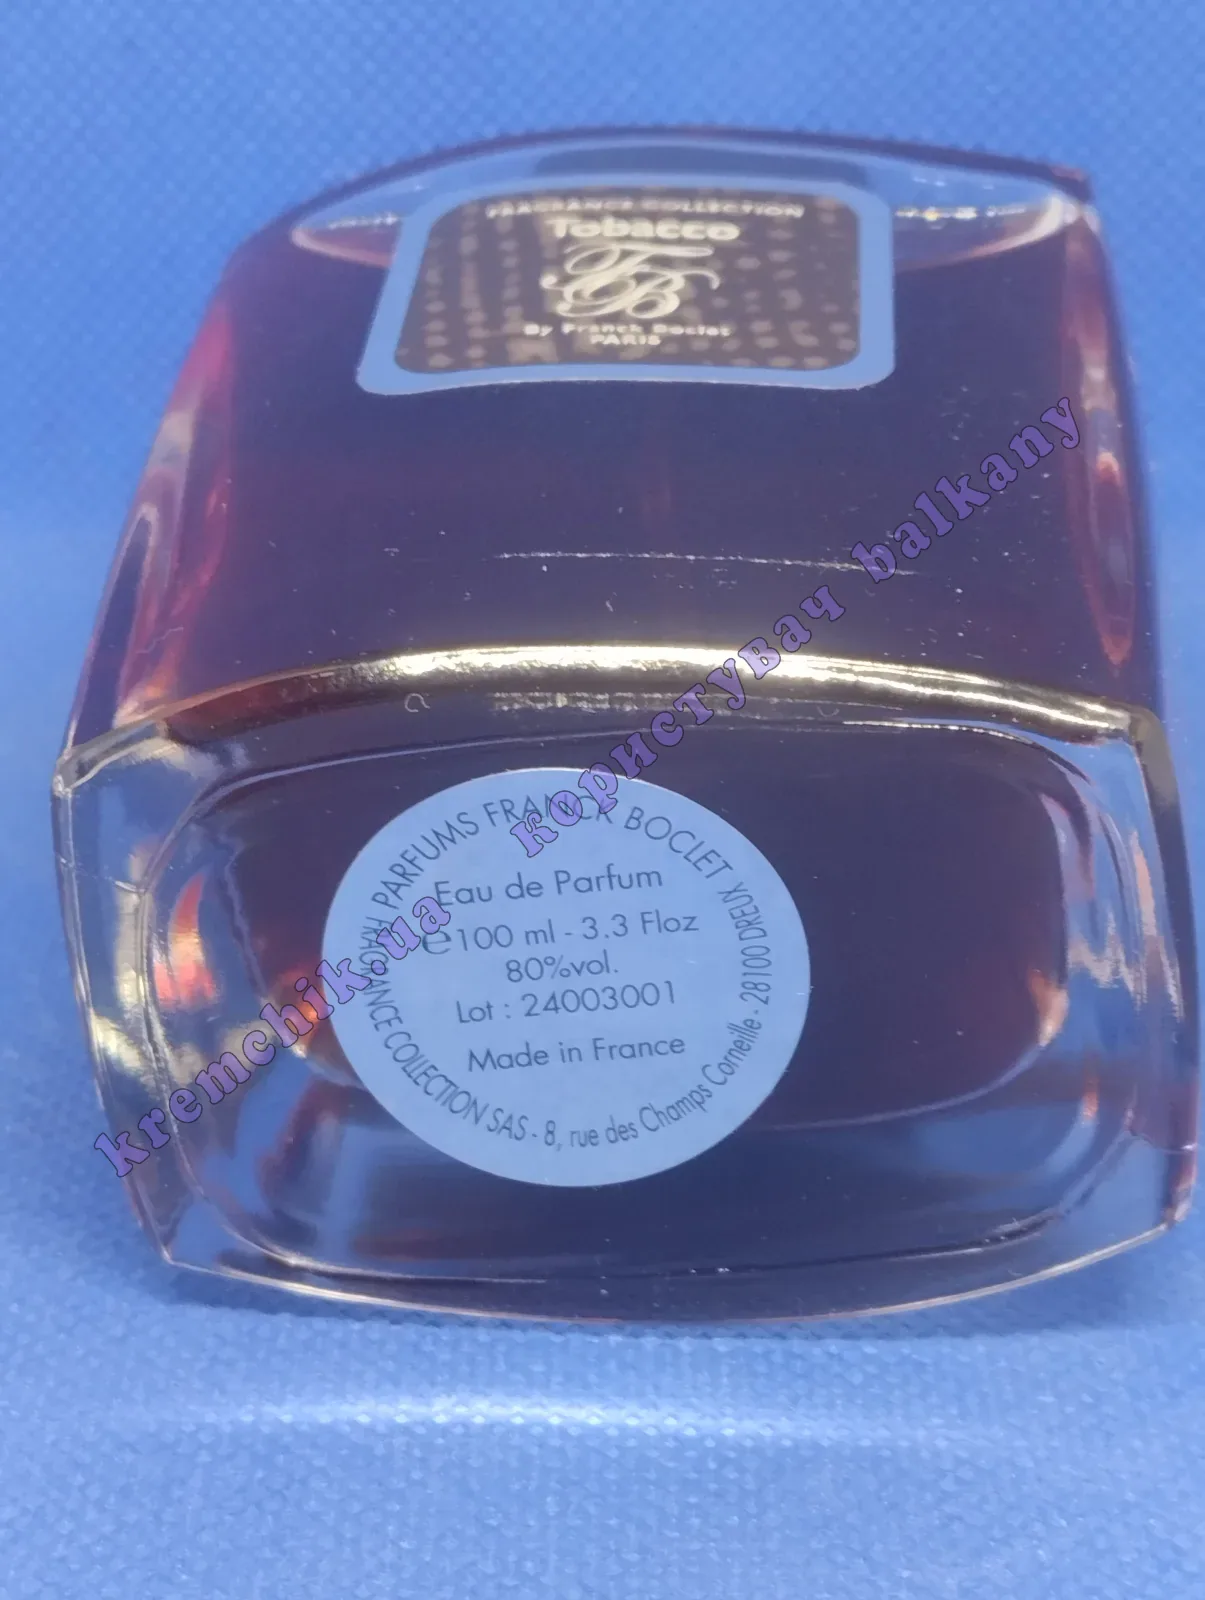 FRAGRANCE COLLECTION
Tobacco
FB
By Franck Boclet
PARIS
PARFUMS FRANCK BOCLET
Eau de Parfum
℮ 100 ml - 3.3 Floz
80%vol.
Lot : 24003001
Made in France
FRAGRANCE COLLECTION SAS - 8, rue des Champs Corneille - 28100 DREUX
kremchik.ua користувач balkany